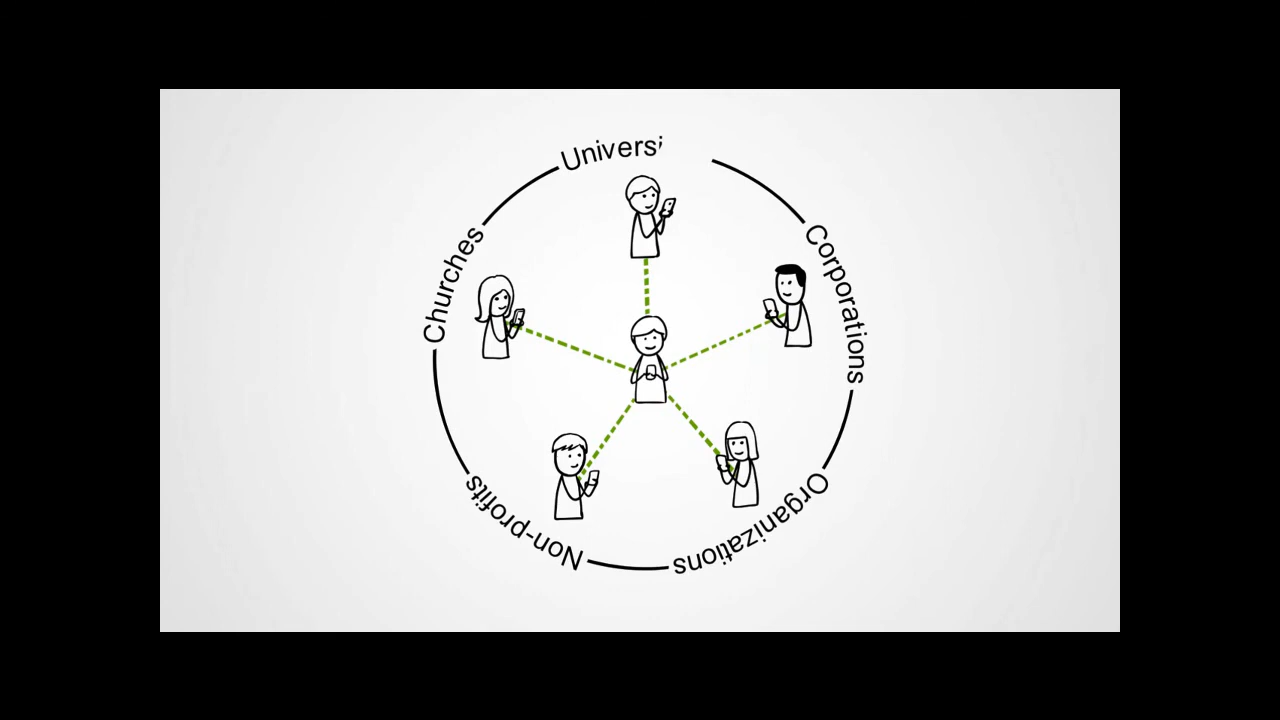 Universi
Corporations
Organizations
Non-profits
Churches